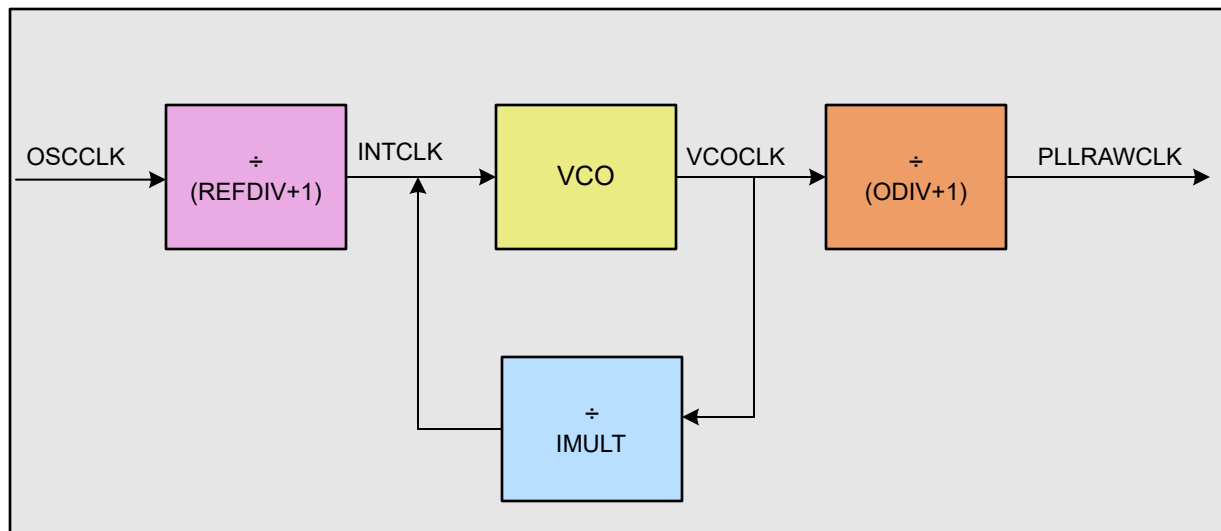 OSCCLK
÷
(REFDIV+1)
INTCLK
VCO
VCOCLK
÷
(ODIV+1)
PLLRAWCLK
÷
IMULT